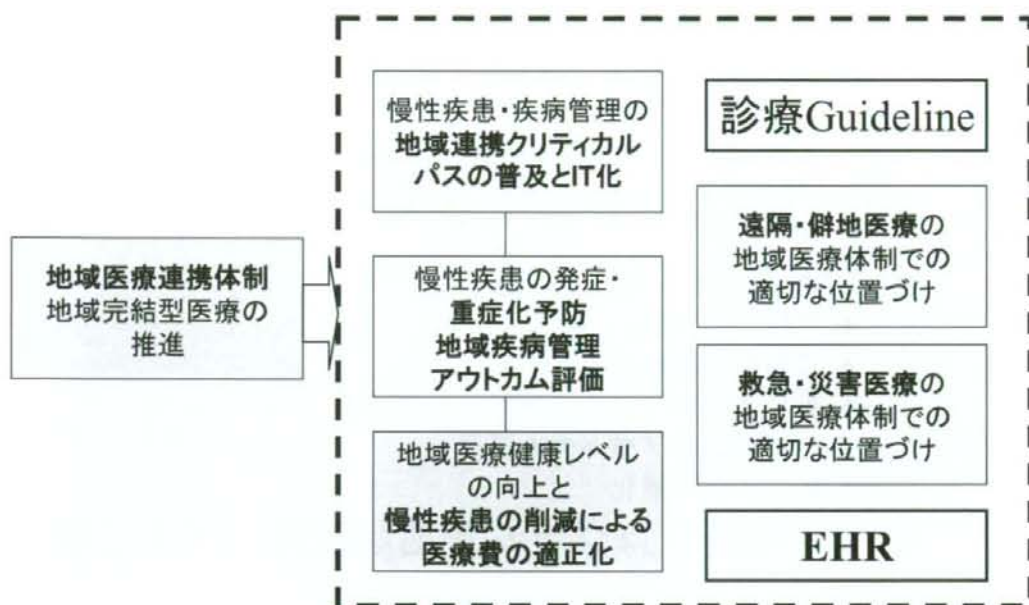 地域医療連携体制
地域完結型医療の
推進
慢性疾患・疾病管理の
地域連携クリティカル
パスの普及とIT化
慢性疾患の発症・
重症化予防
地域疾病管理
アウトカム評価
地域医療健康レベル
の向上と
慢性疾患の削減による
医療費の適正化
診療Guideline
遠隔・僻地医療の
地域医療体制での
適切な位置づけ
救急・災害医療の
地域医療体制での
適切な位置づけ
EHR